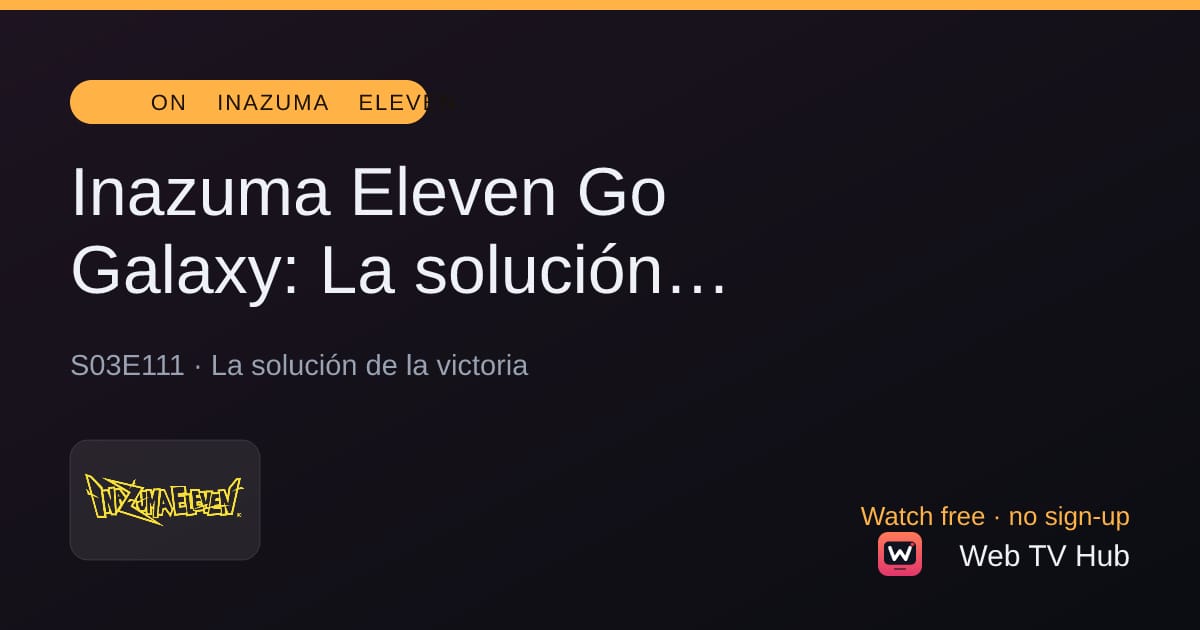 ON INAZUMA ELEVEN
Inazuma Eleven Go
Galaxy: La solución…
S03E111 · La solución de la victoria
INAZUMA ELEVEN
Watch free · no sign-up
W Web TV Hub